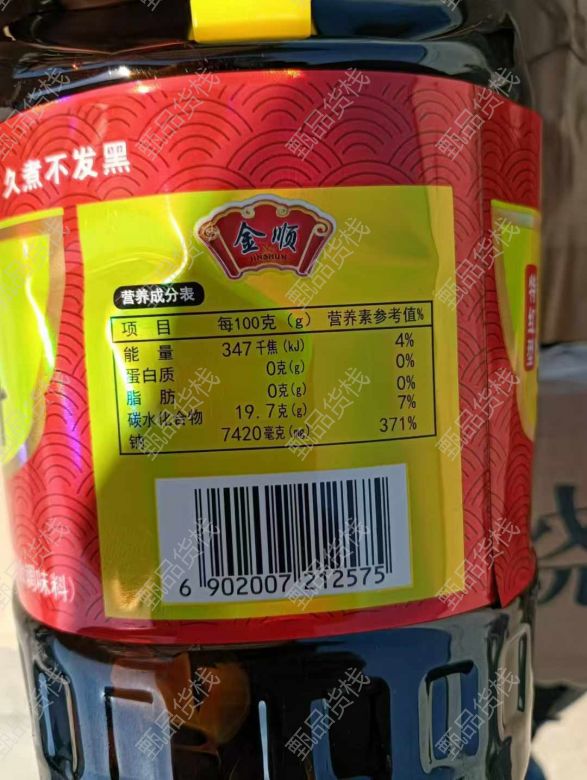 久煮不发黑
金顺
JINSHUN
营养成分表
项 目 每100克（g） 营养素参考值%
能 量 347千焦(kJ) 4%
蛋白质 0克(g) 0%
脂 肪 0克(g) 0%
碳水化合物 19.7克(g) 7%
钠 7420毫克(mg) 371%
6 902007 212575
调味料）
甄品货栈